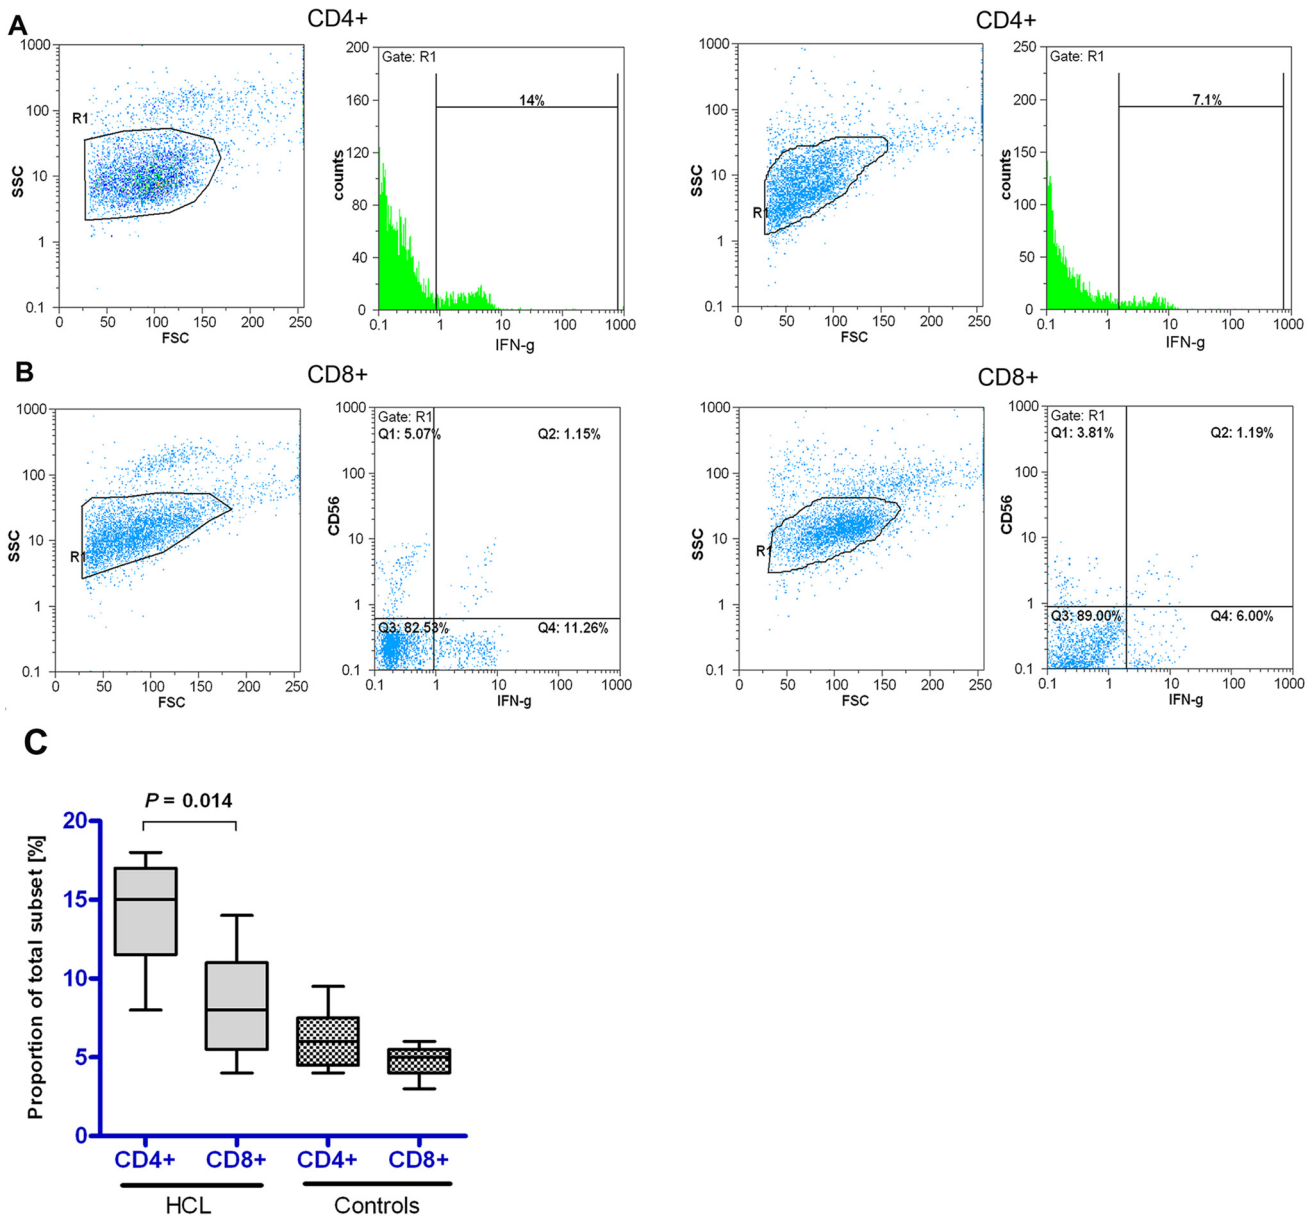 A
CD4+
CD4+
1000
100
10
1
0.1
SSC
R1
0 50 100 150 200 250
FSC
200
160
120
80
40
0
counts
Gate: R1
14%
0.1 1 10 100 1000
IFN-g
1000
100
10
1
0.1
SSC
R1
0 50 100 150 200 250
FSC
250
200
150
100
50
0
counts
Gate: R1
7.1%
0.1 1 10 100 1000
IFN-g
B
CD8+
CD8+
1000
100
10
1
0.1
SSC
R1
0 50 100 150 200 250
FSC
1000
100
10
1
0.1
CD56
Gate: R1
Q1: 5.07% Q2: 1.15%
Q3: 82.53% Q4: 11.26%
0.1 1 10 100 1000
IFN-g
1000
100
10
1
0.1
SSC
R1
0 50 100 150 200 250
FSC
1000
100
10
1
0.1
CD56
Gate: R1
Q1: 3.81% Q2: 1.19%
Q3: 89.00% Q4: 6.00%
0.1 1 10 100 1000
IFN-g
C
P = 0.014
20
15
10
5
0
Proportion of total subset [%]
CD4+ CD8+ CD4+ CD8+
HCL Controls